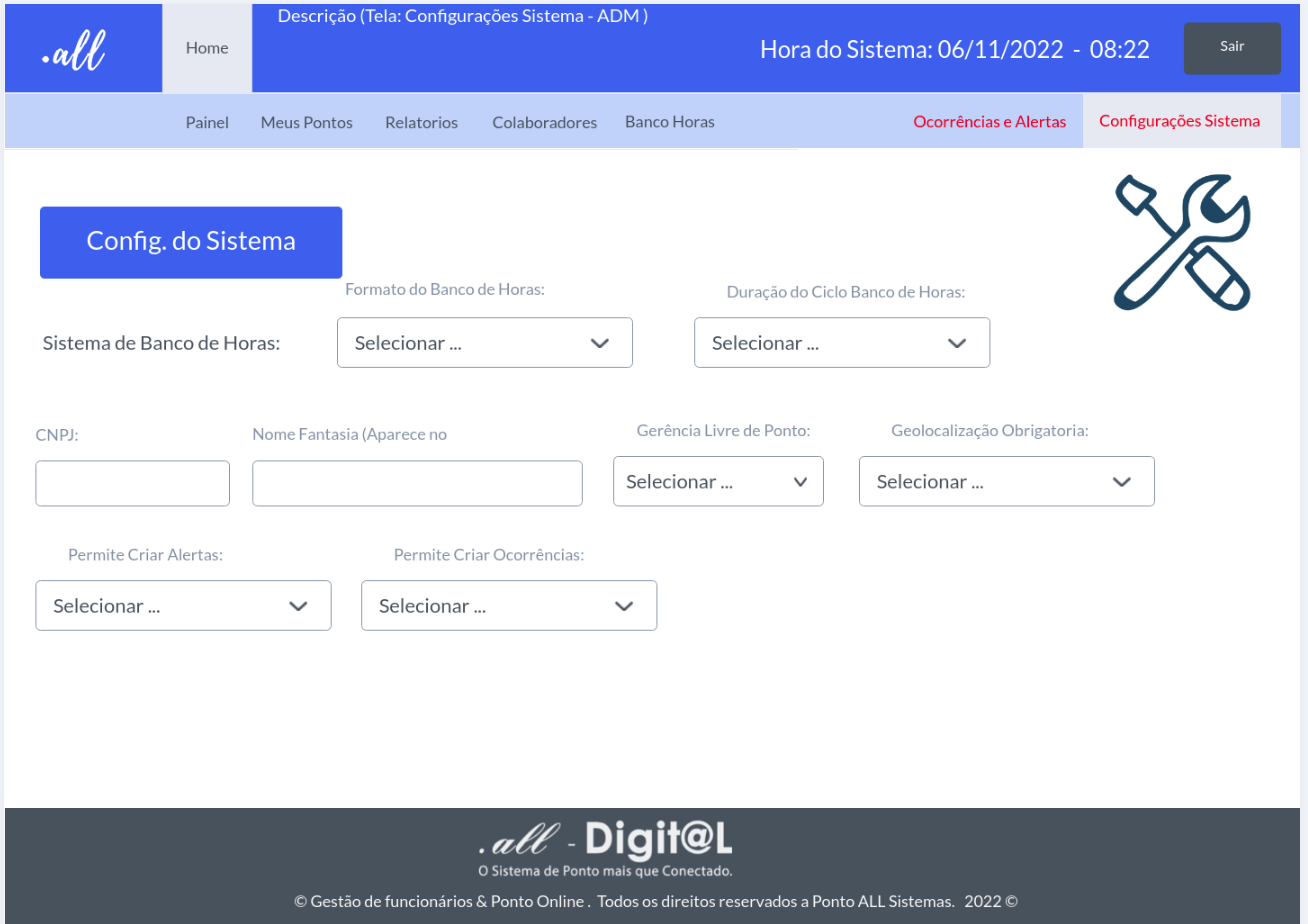 Descrição (Tela: Configurações Sistema - ADM )
.all
Home
Hora do Sistema: 06/11/2022 - 08:22
Sair
Painel
Meus Pontos
Relatorios
Colaboradores
Banco Horas
Ocorrências e Alertas
Configurações Sistema
Config. do Sistema
Formato do Banco de Horas:
Duração do Ciclo Banco de Horas:
Sistema de Banco de Horas:
Selecionar ...
Selecionar ...
CNPJ:
Nome Fantasia (Aparece no
Gerência Livre de Ponto:
Geolocalização Obrigatoria:
Selecionar ...
Selecionar ...
Permite Criar Alertas:
Permite Criar Ocorrências:
Selecionar ...
Selecionar ...
.all - Digit@L
O Sistema de Ponto mais que Conectado.
© Gestão de funcionários & Ponto Online . Todos os direitos reservados a Ponto ALL Sistemas. 2022 ©